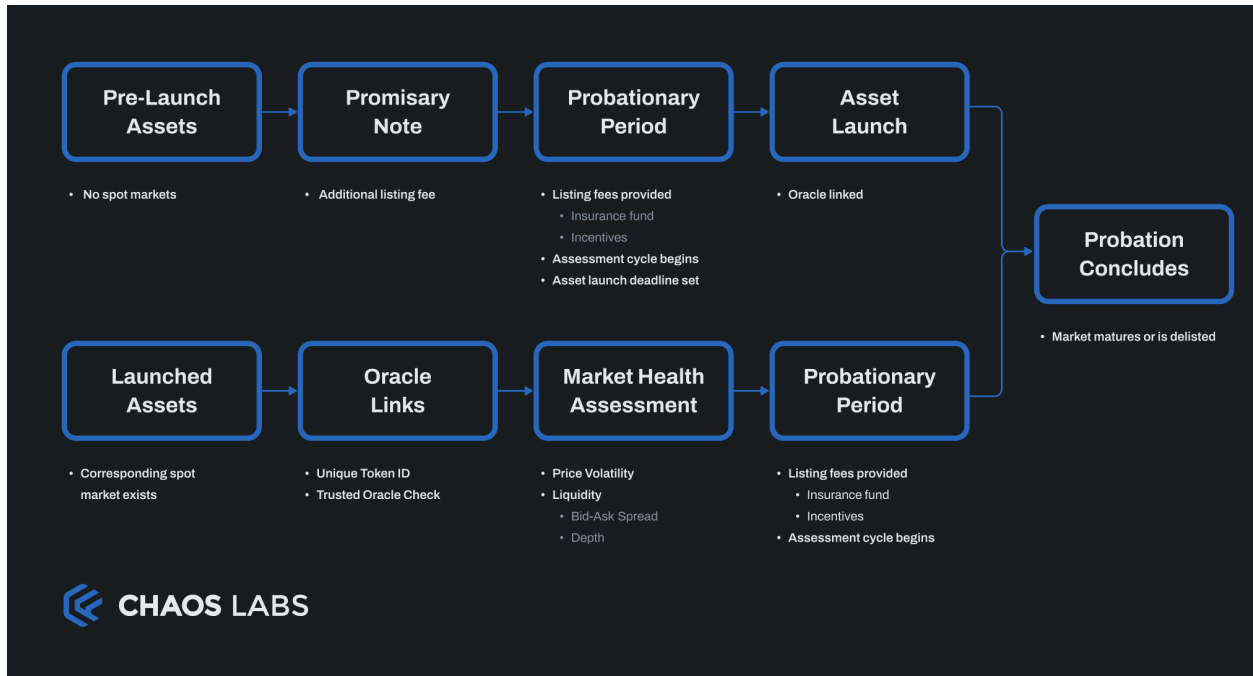 Pre-Launch
Assets
Promisary
Note
Probationary
Period
Asset
Launch
• No spot markets
• Additional listing fee
• Listing fees provided
• Insurance fund
• Incentives
• Assessment cycle begins
• Asset launch deadline set
• Oracle linked
Probation
Concludes
• Market matures or is delisted
Launched
Assets
Oracle
Links
Market Health
Assessment
Probationary
Period
• Corresponding spot
market exists
• Unique Token ID
• Trusted Oracle Check
• Price Volatility
• Liquidity
• Bid-Ask Spread
• Depth
• Listing fees provided
• Insurance fund
• Incentives
• Assessment cycle begins
CHAOS LABS